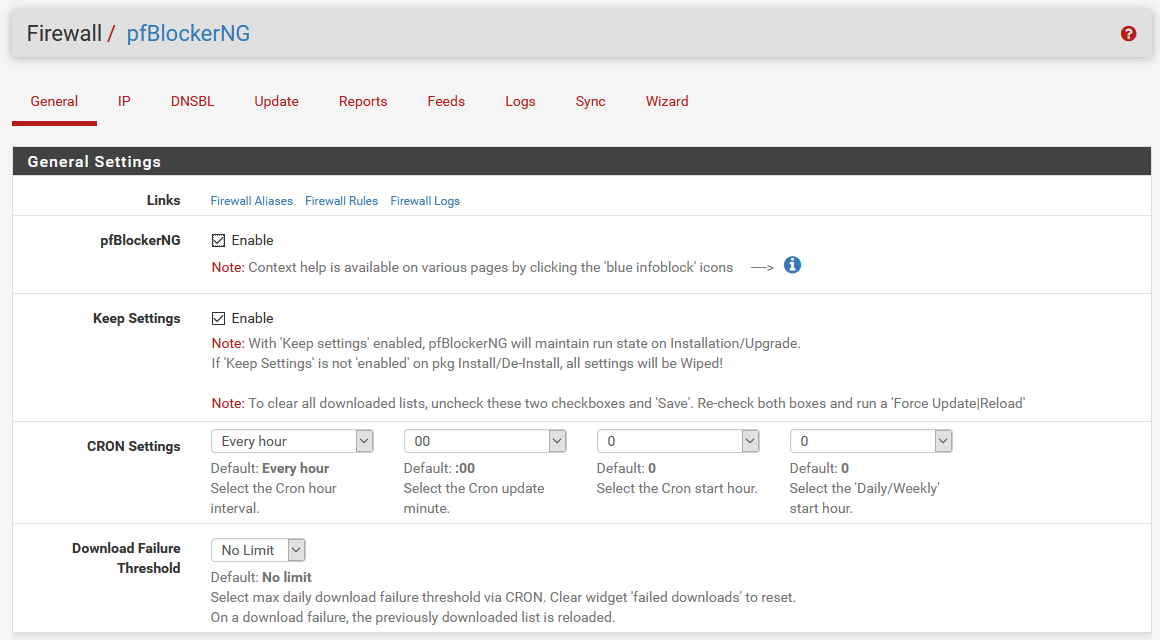 Firewall / pfBlockerNG
General IP DNSBL Update Reports Feeds Logs Sync Wizard
General Settings
Links Firewall Aliases Firewall Rules Firewall Logs
pfBlockerNG Enable
Note: Context help is available on various pages by clicking the 'blue infoblock' icons ---->
Keep Settings Enable
Note: With 'Keep settings' enabled, pfBlockerNG will maintain run state on Installation/Upgrade.
If 'Keep Settings' is not 'enabled' on pkg Install/De-Install, all settings will be Wiped!
Note: To clear all downloaded lists, uncheck these two checkboxes and 'Save'. Re-check both boxes and run a 'Force Update|Reload'
CRON Settings Every hour 00 0 0
Default: Every hour Default: :00 Default: 0 Default: 0
Select the Cron hour Select the Cron update Select the Cron start hour. Select the 'Daily/Weekly'
interval. minute. start hour.
Download Failure No Limit
Threshold
Default: No limit
Select max daily download failure threshold via CRON. Clear widget 'failed downloads' to reset.
On a download failure, the previously downloaded list is reloaded.